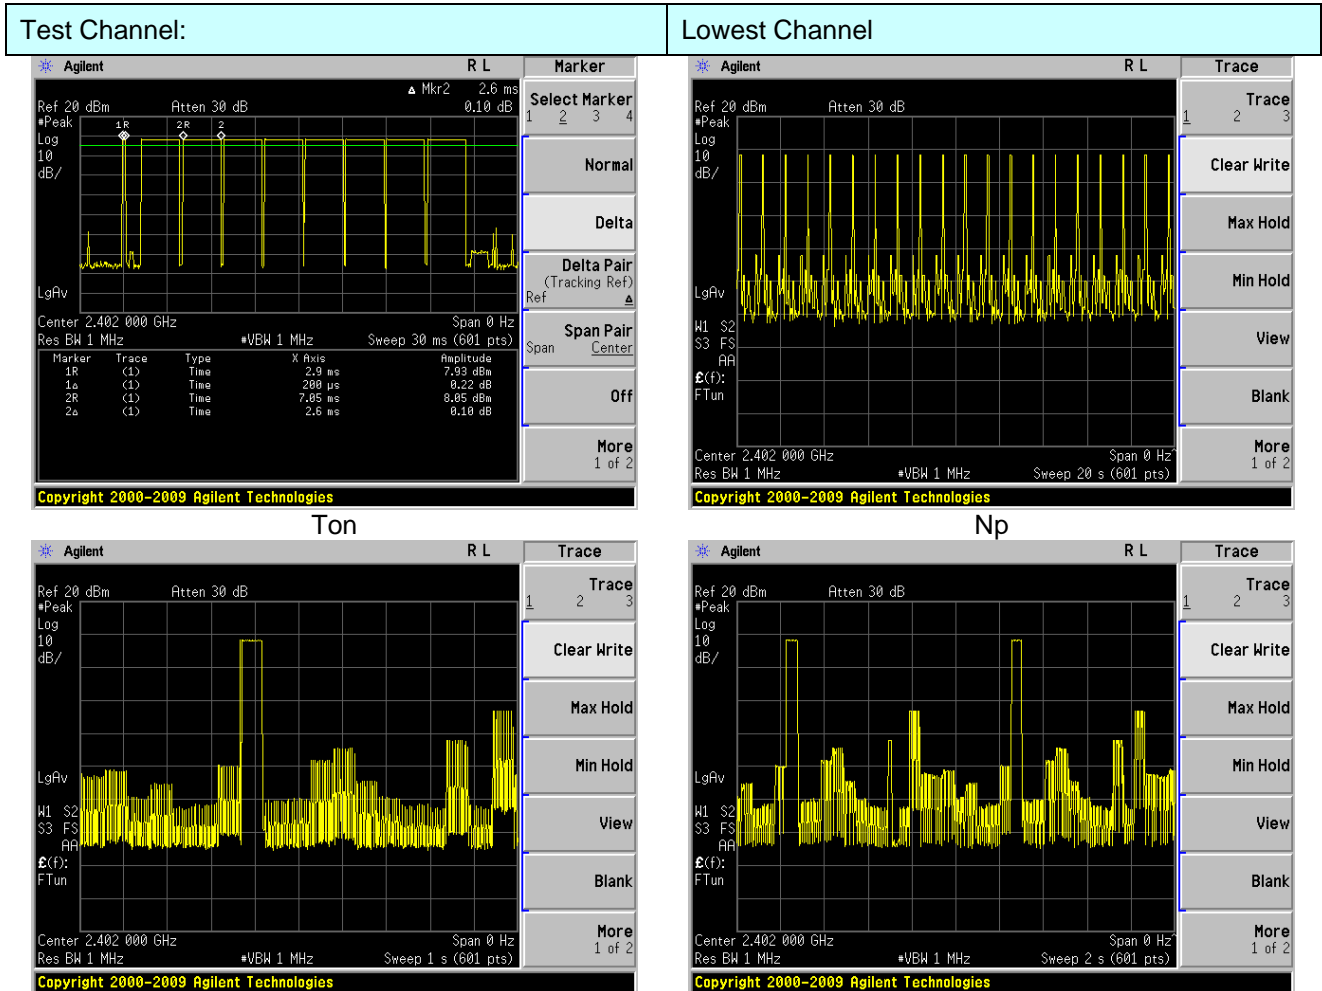 Test Channel:
Lowest Channel
Agilent R L Marker
Δ Mkr2 2.6 ms
Ref 20 dBm Atten 30 dB 0.10 dB
#Peak
Log
10
dB/
1R 2R 2
LgAv
Center 2.402 000 GHz Span 0 Hz
Res BW 1 MHz #VBW 1 MHz Sweep 30 ms (601 pts)
Marker Trace Type X Axis Amplitude
1R (1) Time 2.9 ms 7.93 dBm
1Δ (1) Time 200 µs 0.22 dB
2R (1) Time 7.05 ms 8.05 dBm
2Δ (1) Time 2.6 ms 0.10 dB
Select Marker
1 2 3 4
Normal
Delta
Delta Pair
(Tracking Ref)
Ref Δ
Span Pair
Span Center
Off
More
1 of 2
Copyright 2000-2009 Agilent Technologies
Ton
Agilent R L Trace
Ref 20 dBm Atten 30 dB
#Peak
Log
10
dB/
LgAv
W1 S2
S3 FS
AA
£(f):
FTun
Center 2.402 000 GHz Span 0 Hz^
Res BW 1 MHz #VBW 1 MHz Sweep 20 s (601 pts)
Trace
1 2 3
Clear Write
Max Hold
Min Hold
View
Blank
More
1 of 2
Copyright 2000-2009 Agilent Technologies
Np
Agilent R L Trace
Ref 20 dBm Atten 30 dB
#Peak
Log
10
dB/
LgAv
W1 S2
S3 FS
AA
£(f):
FTun
Center 2.402 000 GHz Span 0 Hz
Res BW 1 MHz #VBW 1 MHz Sweep 1 s (601 pts)
Trace
1 2 3
Clear Write
Max Hold
Min Hold
View
Blank
More
1 of 2
Copyright 2000-2009 Agilent Technologies
Agilent R L Trace
Ref 20 dBm Atten 30 dB
#Peak
Log
10
dB/
LgAv
W1 S2
S3 FS
AA
£(f):
FTun
Center 2.402 000 GHz Span 0 Hz^
Res BW 1 MHz #VBW 1 MHz Sweep 2 s (601 pts)
Trace
1 2 3
Clear Write
Max Hold
Min Hold
View
Blank
More
1 of 2
Copyright 2000-2009 Agilent Technologies